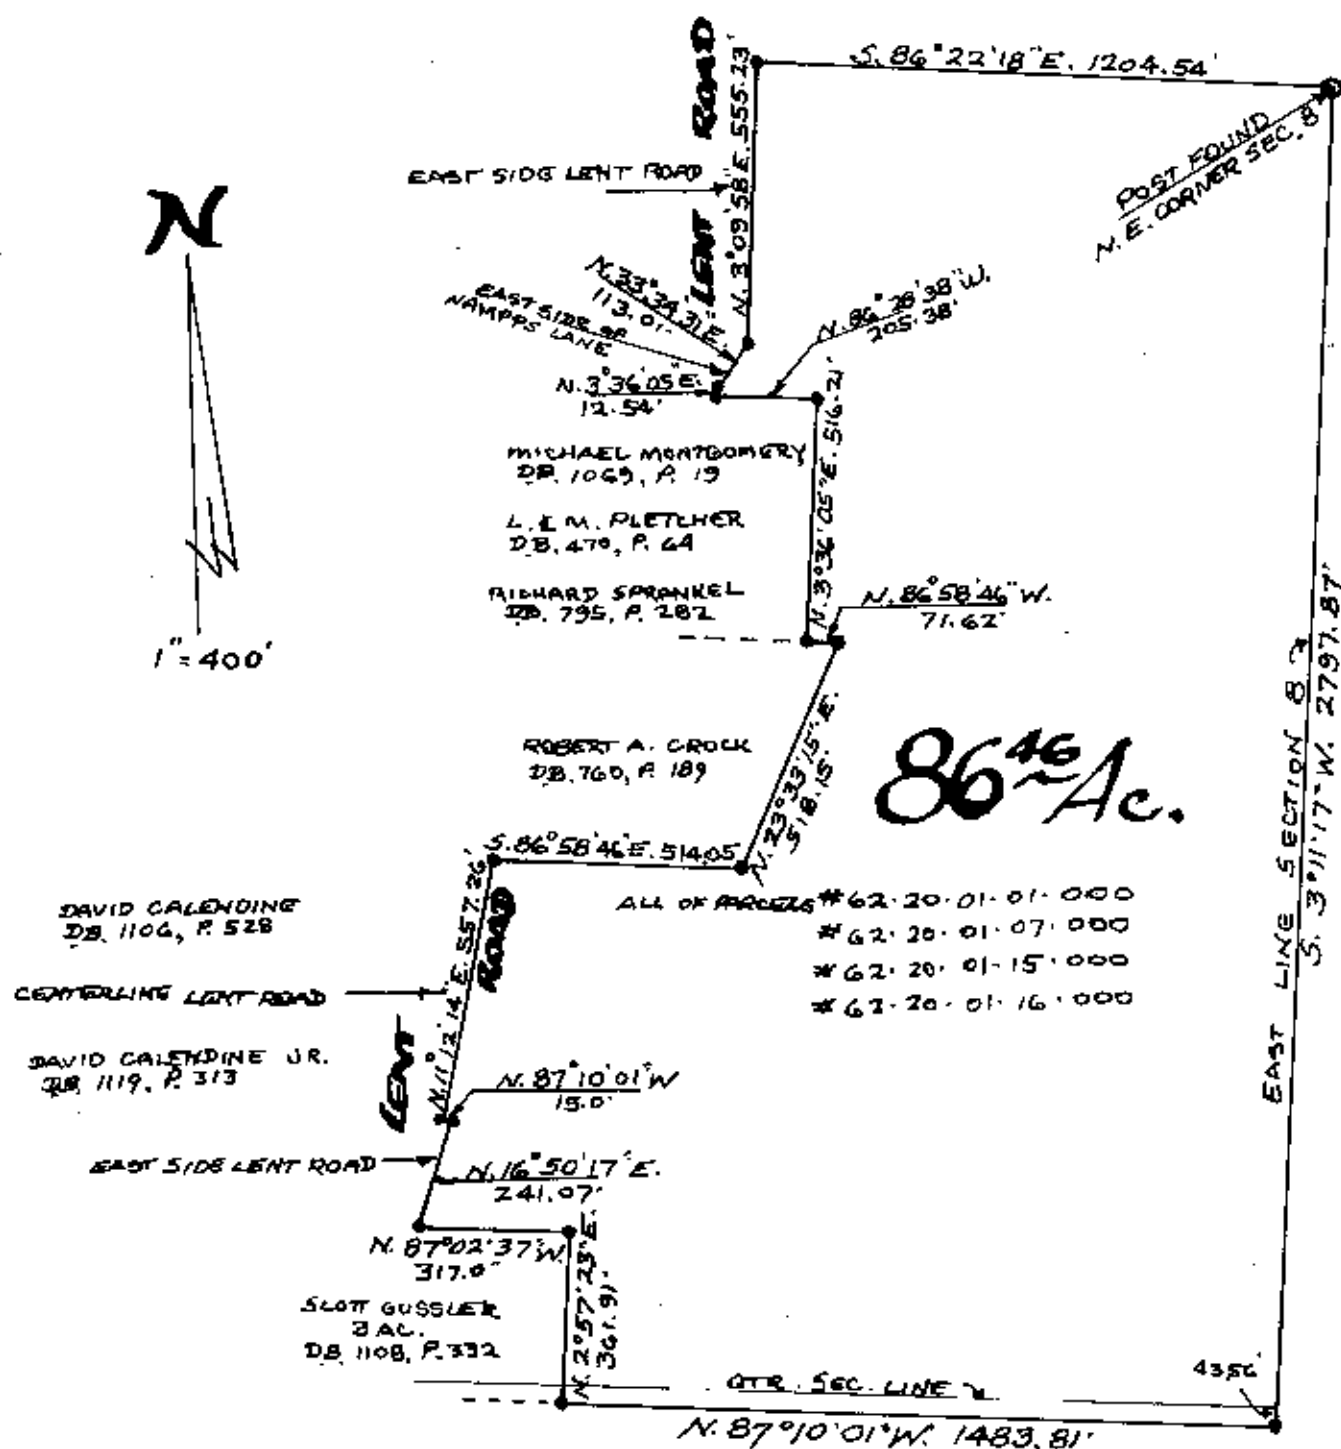 S. 86° 22' 18" E. 1204.54'
LENT ROAD
N. 3° 09' 58" E. 555.23'
POST FOUND
N. E. CORNER SEC. 8
EAST SIDE LENT ROAD
N
N. 33° 34' 31" E.
113.01'
EAST SIDE OF
NAMPPS LANE
N. 86° 28' 38" W.
205.38'
N. 3° 36' 05" E.
12.54'
N. 3° 36' 05" E. 516.21'
MICHAEL MONTGOMERY
DB. 1069, P. 19
L. & M. PLETCHER
DB. 470, P. 64
RICHARD SPRANKEL
DB. 795, P. 282
N. 86° 58' 46" W.
71.62'
1" = 400'
ROBERT A. CROCK
DB. 760, P. 189
N. 23° 33' 15" E.
518.15'
86 46 Ac.
EAST LINE SECTION 8
S. 3° 11' 17" W. 2797.87'
S. 86° 58' 46" E. 514.05'
ALL OF PARCELS # 62-20-01-01-000
# 62-20-01-07-000
# 62-20-01-15-000
# 62-20-01-16-000
DAVID CALENDINE
DB. 1106, P. 528
N. 11° 12' 14" E. 557.26'
LENT ROAD
CENTERLINE LENT ROAD
DAVID CALENDINE JR.
DB. 1119, P. 313
N. 87° 10' 01" W
15.0'
EAST SIDE LENT ROAD
N. 16° 50' 17" E.
241.07'
N. 87° 02' 37" W.
317.0'
N. 2° 57' 23" E.
361.91'
SCOTT GUSSLER
3 AC.
DB. 1108, P. 332
QTR. SEC. LINE
43.56'
N. 87° 10' 01" W. 1483.81'